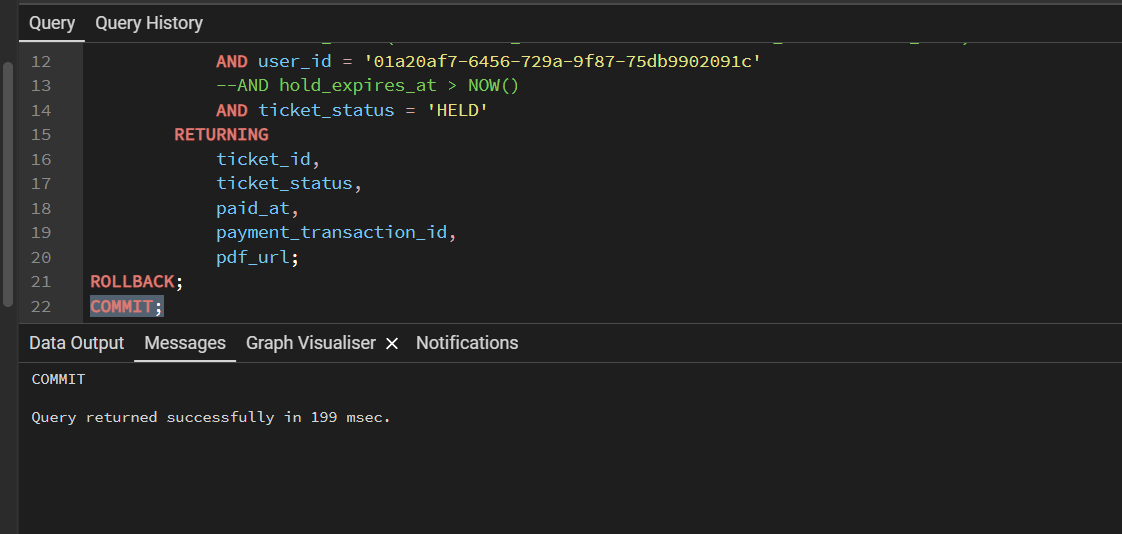 Query Query History
12 AND user_id = '01a20af7-6456-729a-9f87-75db9902091c'
13 --AND hold_expires_at > NOW()
14 AND ticket_status = 'HELD'
15 RETURNING
16 ticket_id,
17 ticket_status,
18 paid_at,
19 payment_transaction_id,
20 pdf_url;
21 ROLLBACK;
22 COMMIT;
Data Output Messages Graph Visualiser × Notifications
COMMIT
Query returned successfully in 199 msec.